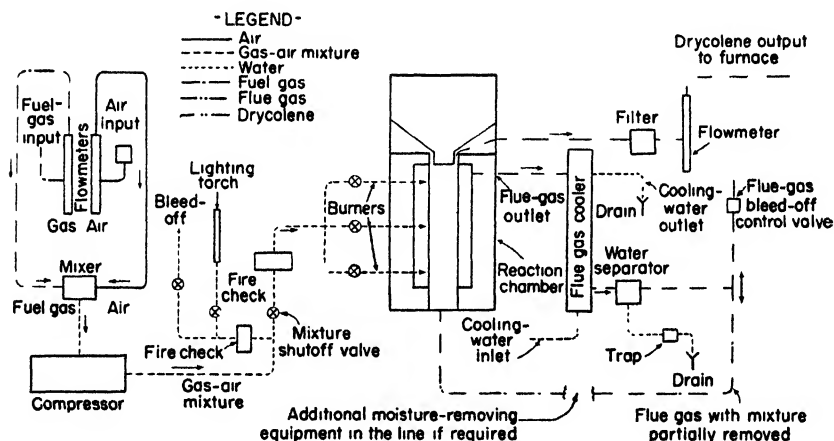 - LEGEND-
Air
Gas-air mixture
Water
Fuel gas
Flue gas
Drycolene
Fuel-
gas
input
Air
input
Flowmeters
Gas
Air
Mixer
Fuel gas
Air
Compressor
Gas-air
mixture
Lighting
torch
Bleed-
off
Fire
check
Fire check
Mixture
shutoff valve
Burners
Drycolene output
to furnace
Filter
Flowmeter
Flue-gas
outlet
Flue gas cooler
Drain
Cooling-
water
outlet
Flue-gas
bleed-off
control valve
Reaction
chamber
Water
separator
Cooling-
water
inlet
Trap
Drain
Additional moisture-removing
equipment in the line if required
Flue gas with mixture
partially removed